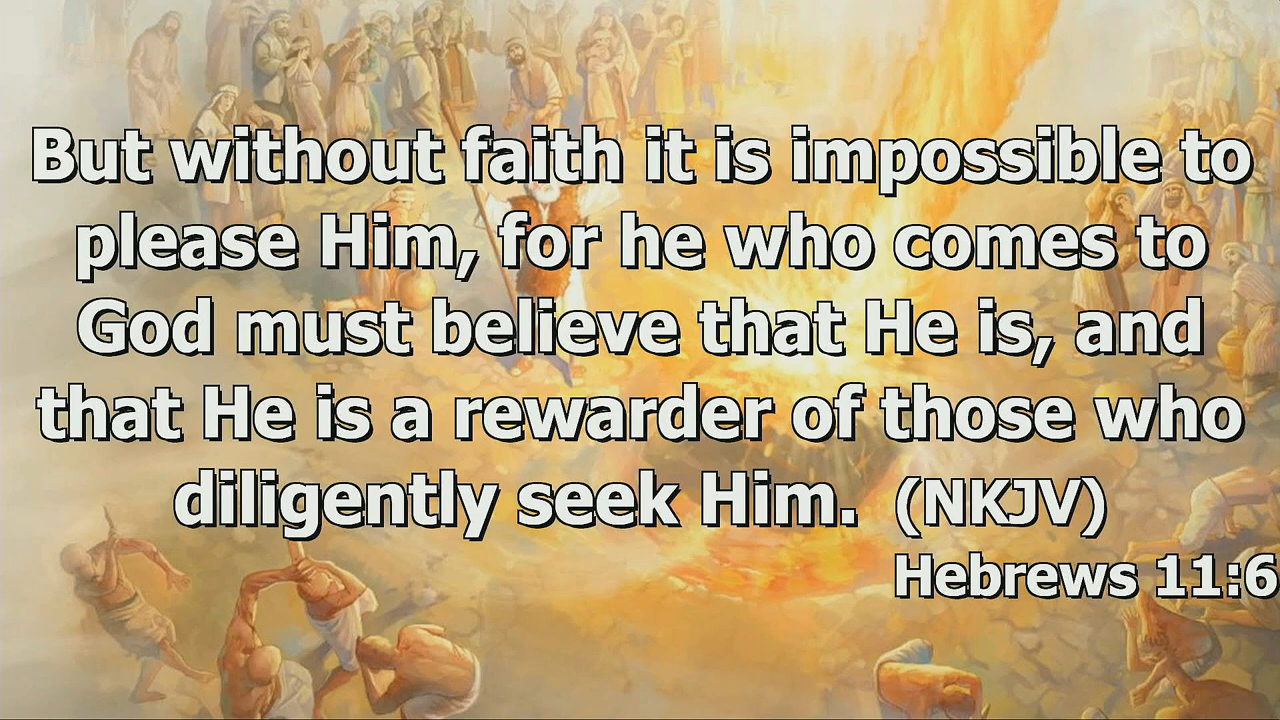 But without faith it is impossible to
please Him, for he who comes to
God must believe that He is, and
that He is a rewarder of those who
diligently seek Him. (NKJV)
Hebrews 11:6